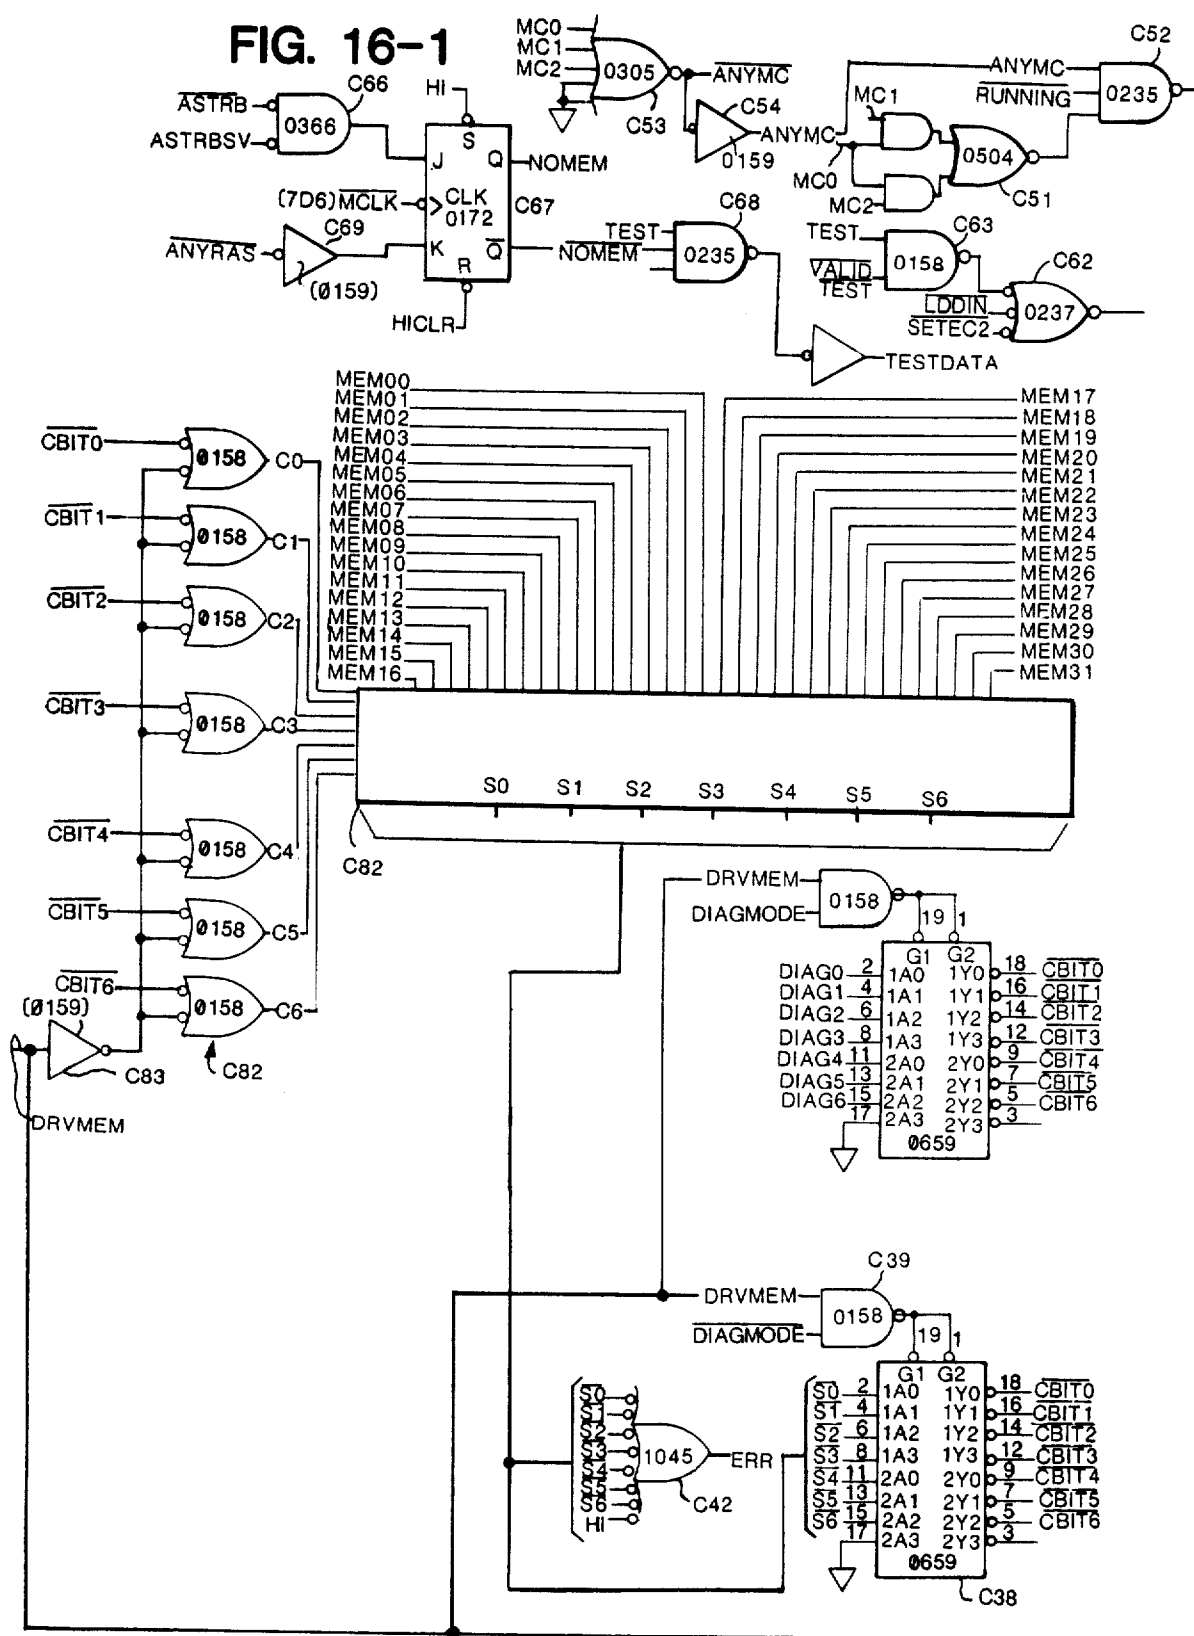 FIG. 16-1
MC0
MC1
MC2
0305
ANYMC
C53
C54
0159
ANYMC
ANYMC
RUNNING
0235
C52
MC1
MC0
MC2
0504
C51
ASTRB
ASTRBSV
0366
C66
HI
S
J
Q
NOMEM
(7D6) MCLK
CLK
0172
C67
K
Q
R
HICLR
ANYRAS
C69
(0159)
TEST
NOMEM
0235
C68
TESTDATA
TEST
VALID
TEST
0158
C63
LDDIN
SETEC2
0237
C62
MEM00
MEM01
MEM02
MEM03
MEM04
MEM05
MEM06
MEM07
MEM08
MEM09
MEM10
MEM11
MEM12
MEM13
MEM14
MEM15
MEM16
MEM17
MEM18
MEM19
MEM20
MEM21
MEM22
MEM23
MEM24
MEM25
MEM26
MEM27
MEM28
MEM29
MEM30
MEM31
CBIT0
0158
C0
CBIT1
0158
C1
CBIT2
0158
C2
CBIT3
0158
C3
CBIT4
0158
C4
CBIT5
0158
C5
CBIT6
0158
C6
(0159)
C83
C82
DRVMEM
S0 S1 S2 S3 S4 S5 S6
C82
DRVMEM
DIAGMODE
0158
19 1
G1 G2
DIAG0 2 1A0 1Y0 18 CBIT0
DIAG1 4 1A1 1Y1 16 CBIT1
DIAG2 6 1A2 1Y2 14 CBIT2
DIAG3 8 1A3 1Y3 12 CBIT3
DIAG4 11 2A0 2Y0 9 CBIT4
DIAG5 13 2A1 2Y1 7 CBIT5
DIAG6 15 2A2 2Y2 5 CBIT6
17 2A3 2Y3 3
0659
C39
DRVMEM
DIAGMODE
0158
19 1
G1 G2
S0 2 1A0 1Y0 18 CBIT0
S1 4 1A1 1Y1 16 CBIT1
S2 6 1A2 1Y2 14 CBIT2
S3 8 1A3 1Y3 12 CBIT3
S4 11 2A0 2Y0 9 CBIT4
S5 13 2A1 2Y1 7 CBIT5
S6 15 2A2 2Y2 5 CBIT6
17 2A3 2Y3 3
0659
C38
S0
S1
S2
S3
S4
S5
S6
HI
1045
ERR
C42